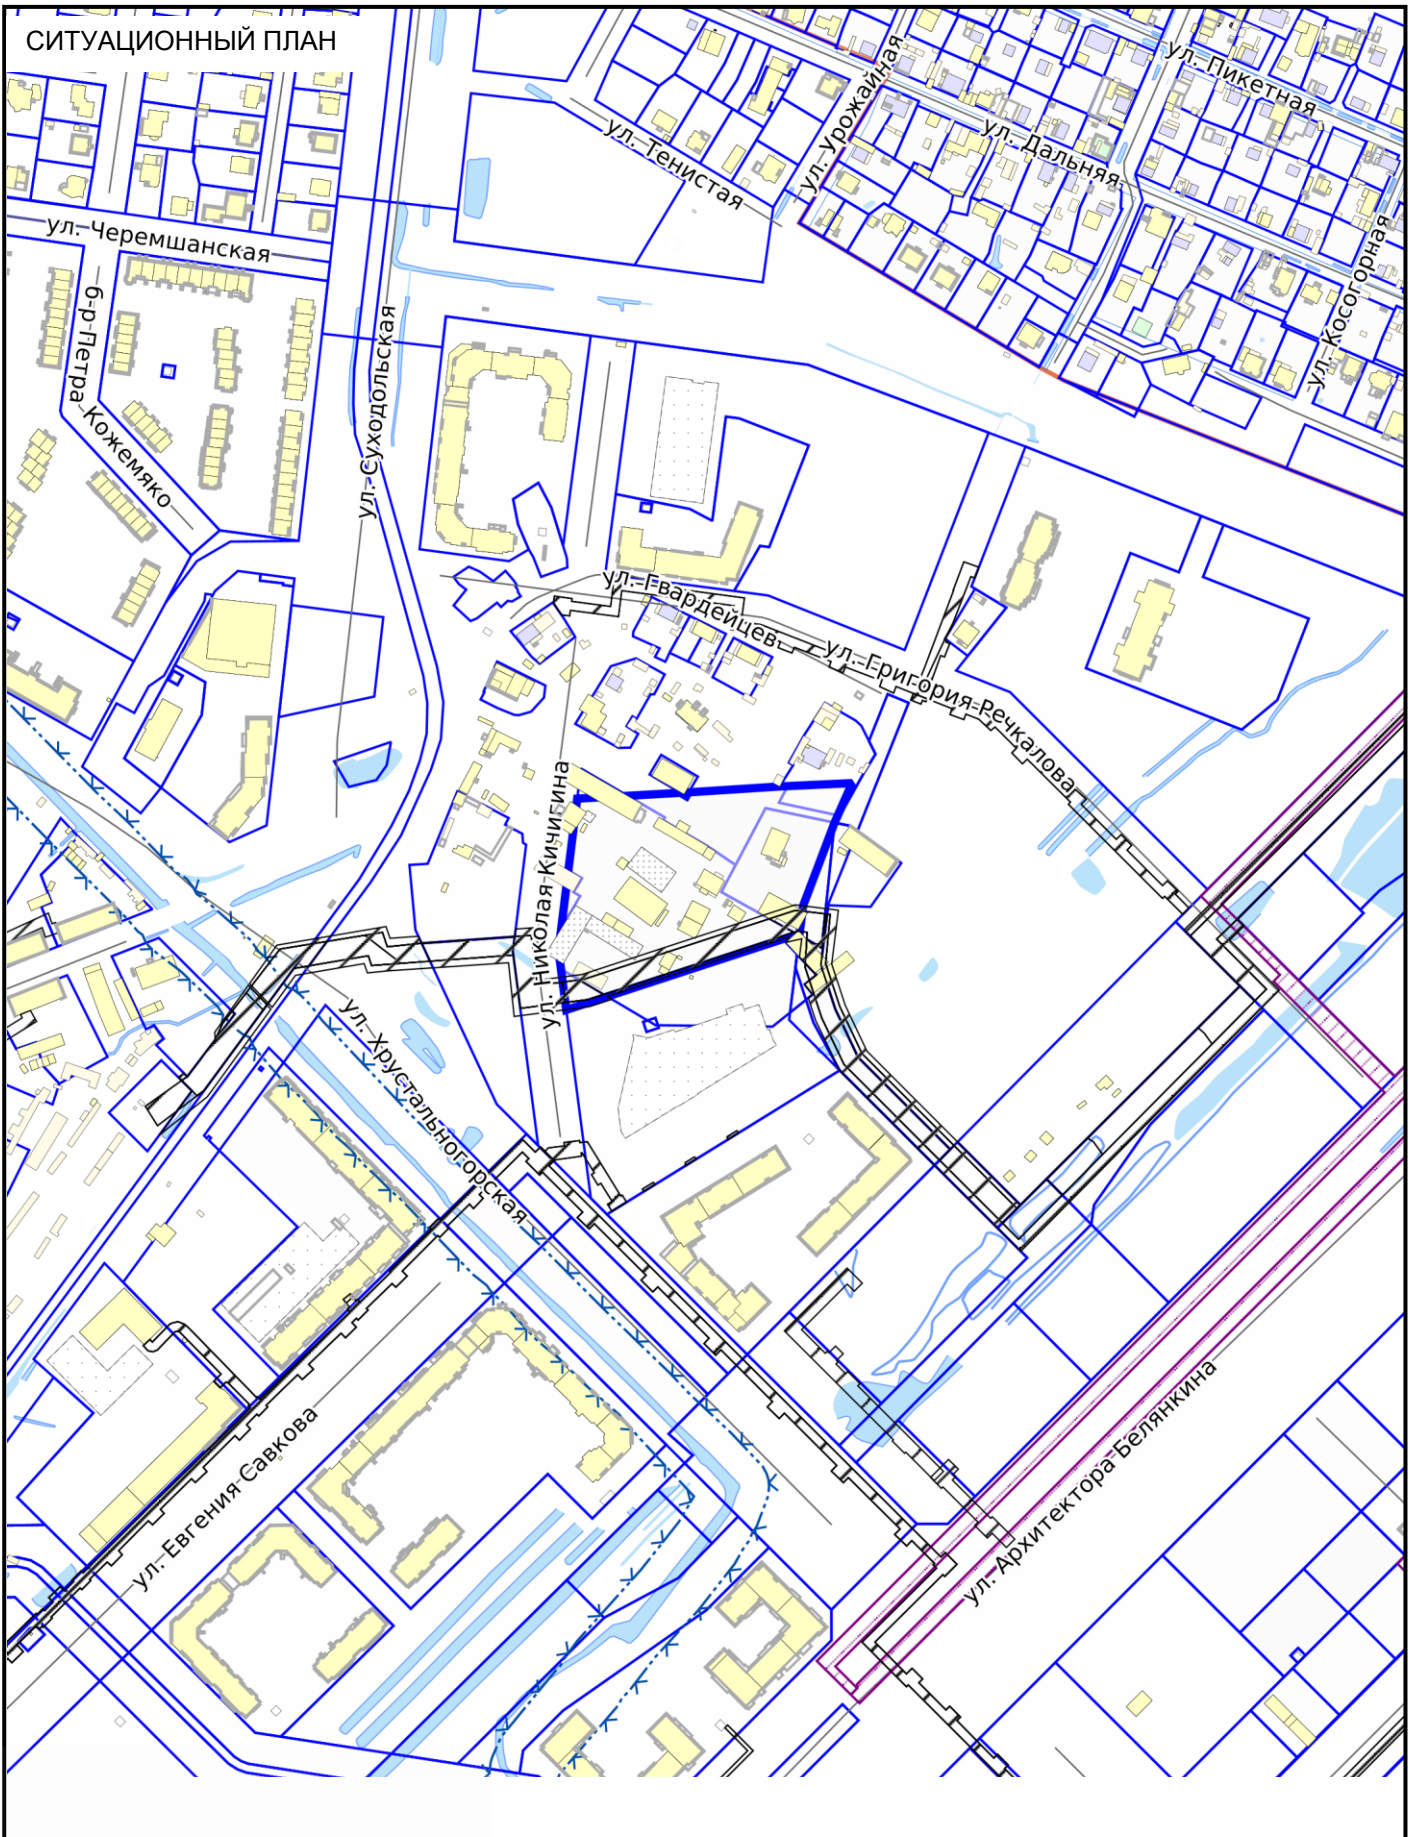 СИТУАЦИОННЫЙ ПЛАН
ул. Пикетная
ул. Урожайная
ул. Дальняя
ул. Тенистая
ул. Косогорная
ул. Черемшанская
б-р Петра Кожемяко
ул. Суходольская
ул. Гвардейцев
ул. Григория Речкалова
ул. Николая Кичигина
ул. Хрустальногорская
ул. Евгения Савкова
ул. Архитектора Белянкина